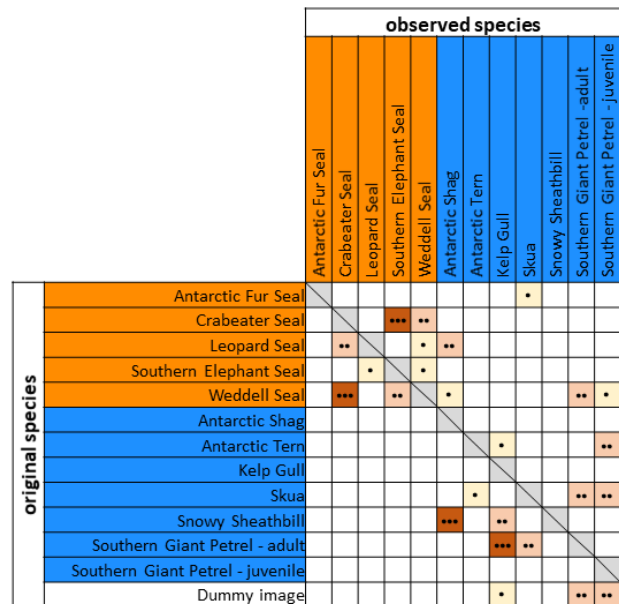 observed species
Antarctic Fur Seal
Crabeater Seal
Leopard Seal
Southern Elephant Seal
Weddell Seal
Antarctic Shag
Antarctic Tern
Kelp Gull
Skua
Snowy Sheathbill
Southern Giant Petrel -adult
Southern Giant Petrel - juvenile
original species
Antarctic Fur Seal •
Crabeater Seal ••• ••
Leopard Seal •• • ••
Southern Elephant Seal • •
Weddell Seal ••• •• • •• •
Antarctic Shag
Antarctic Tern • ••
Kelp Gull
Skua • •• ••
Snowy Sheathbill ••• ••
Southern Giant Petrel - adult ••• ••
Southern Giant Petrel - juvenile
Dummy image • •• ••